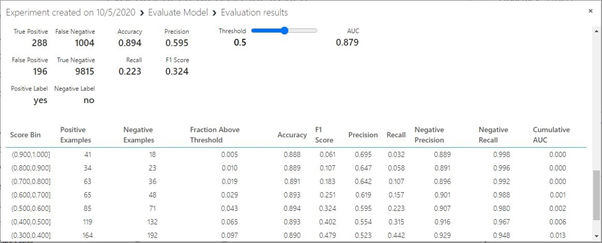 Experiment created on 10/5/2020 > Evaluate Model > Evaluation results
True Positive False Negative Accuracy Precision Threshold AUC
288 1004 0.894 0.595 0.5 0.879
False Positive True Negative Recall F1 Score
196 9815 0.223 0.324
Positive Label Negative Label
yes no
Score Bin Positive Examples Negative Examples Fraction Above Threshold Accuracy F1 Score Precision Recall Negative Precision Negative Recall Cumulative AUC
(0.900,1.000] 41 18 0.005 0.888 0.061 0.695 0.032 0.889 0.998 0.000
(0.800,0.900] 34 23 0.010 0.889 0.107 0.647 0.058 0.891 0.996 0.000
(0.700,0.800] 63 36 0.019 0.891 0.183 0.642 0.107 0.896 0.992 0.000
(0.600,0.700] 65 48 0.029 0.893 0.251 0.619 0.157 0.901 0.988 0.001
(0.500,0.600] 85 71 0.043 0.894 0.324 0.595 0.223 0.907 0.980 0.002
(0.400,0.500] 119 132 0.065 0.893 0.402 0.554 0.315 0.916 0.967 0.006
(0.300,0.400] 164 192 0.097 0.890 0.479 0.523 0.442 0.929 0.948 0.013